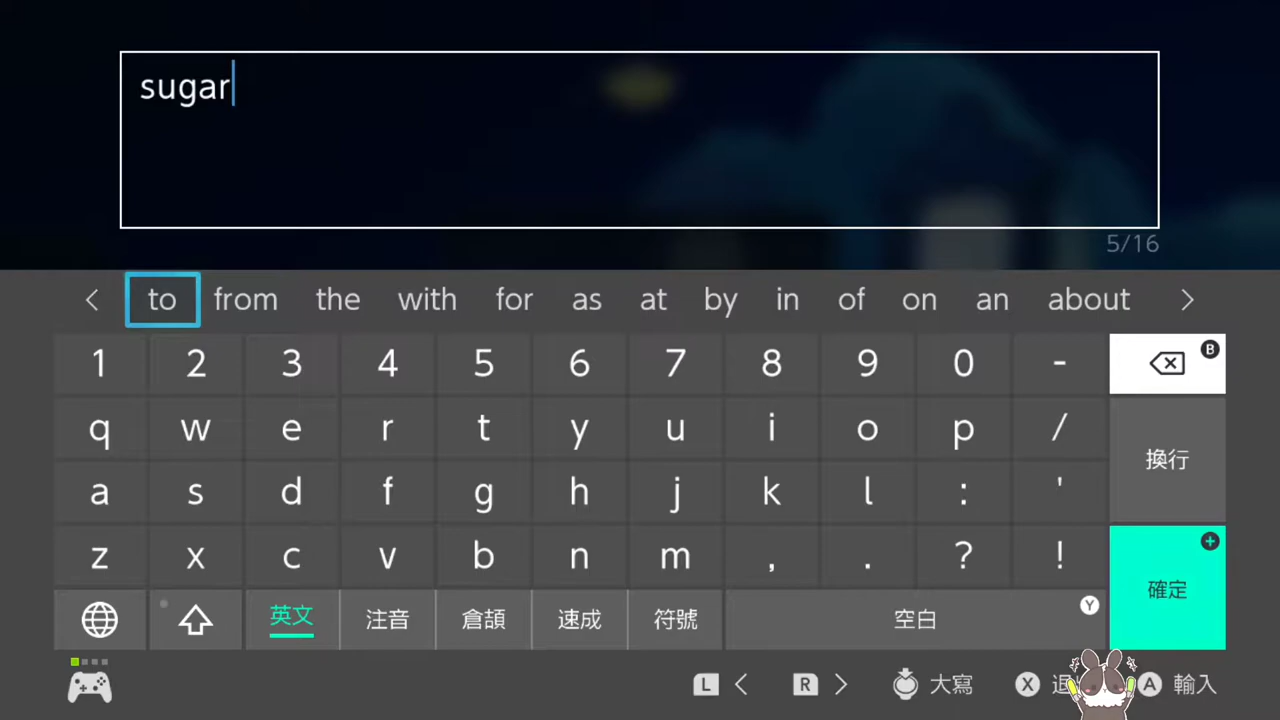 sugar
5/16
to from the with for as at by in of on an about
1 2 3 4 5 6 7 8 9 0 - B
q w e r t y u i o p /
換行
a s d f g h j k l : '
z x c v b n m , . ? ! +
確定
英文 注音 倉頡 速成 符號 空白 Y
L R 大寫 X A 輸入